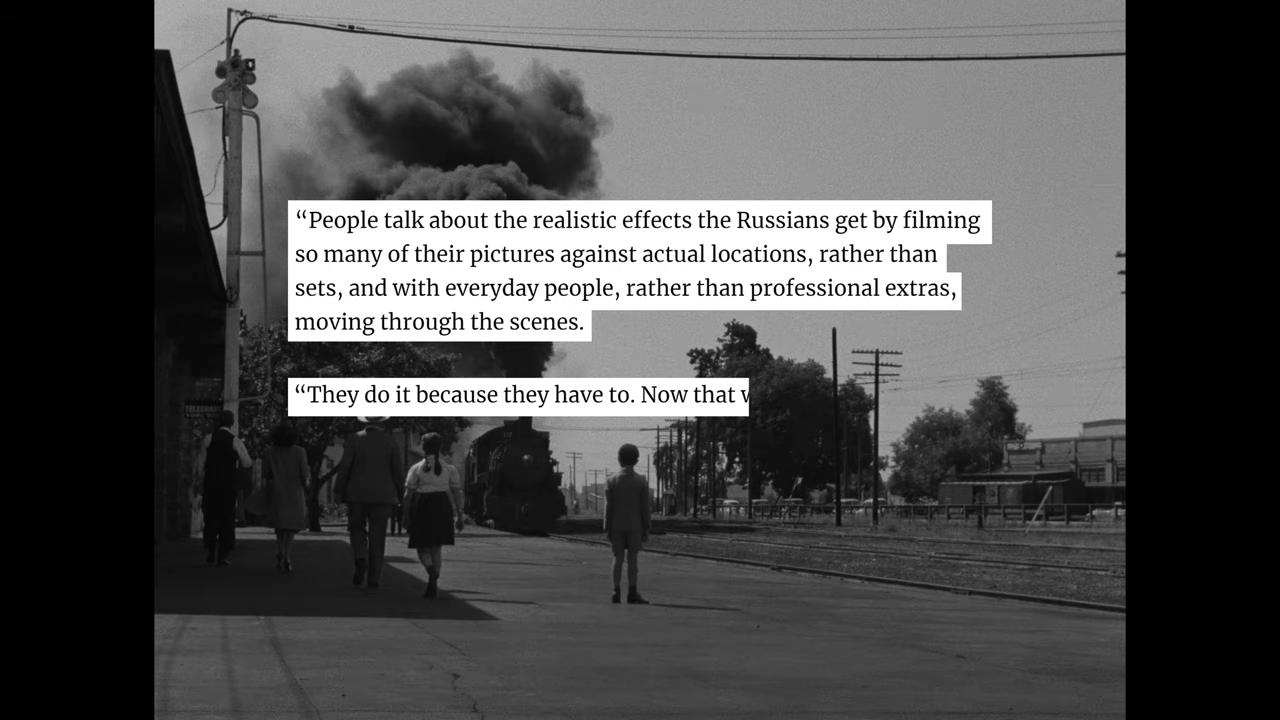 “People talk about the realistic effects the Russians get by filming
so many of their pictures against actual locations, rather than
sets, and with everyday people, rather than professional extras,
moving through the scenes.
“They do it because they have to. Now that
TELEGRAPH